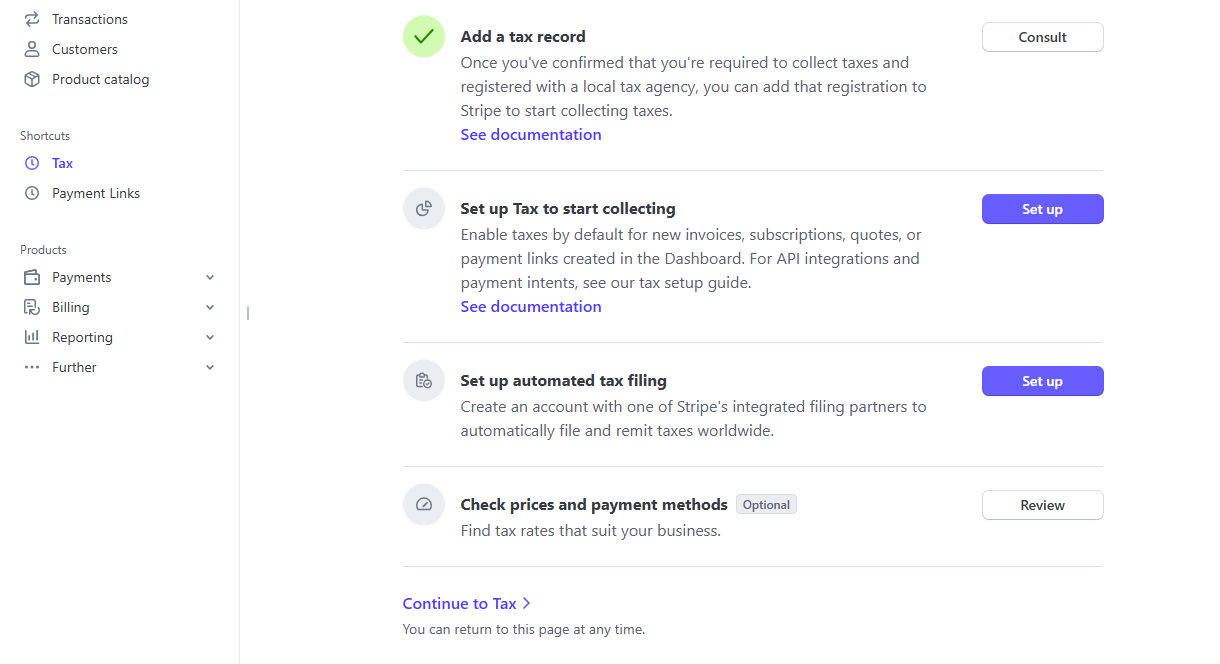 Transactions
Customers
Product catalog
Shortcuts
Tax
Payment Links
Products
Payments
Billing
Reporting
Further
Add a tax record
Consult
Once you've confirmed that you're required to collect taxes and
registered with a local tax agency, you can add that registration to
Stripe to start collecting taxes.
See documentation
Set up Tax to start collecting
Set up
Enable taxes by default for new invoices, subscriptions, quotes, or
payment links created in the Dashboard. For API integrations and
payment intents, see our tax setup guide.
See documentation
Set up automated tax filing
Set up
Create an account with one of Stripe's integrated filing partners to
automatically file and remit taxes worldwide.
Check prices and payment methods Optional
Review
Find tax rates that suit your business.
Continue to Tax
You can return to this page at any time.